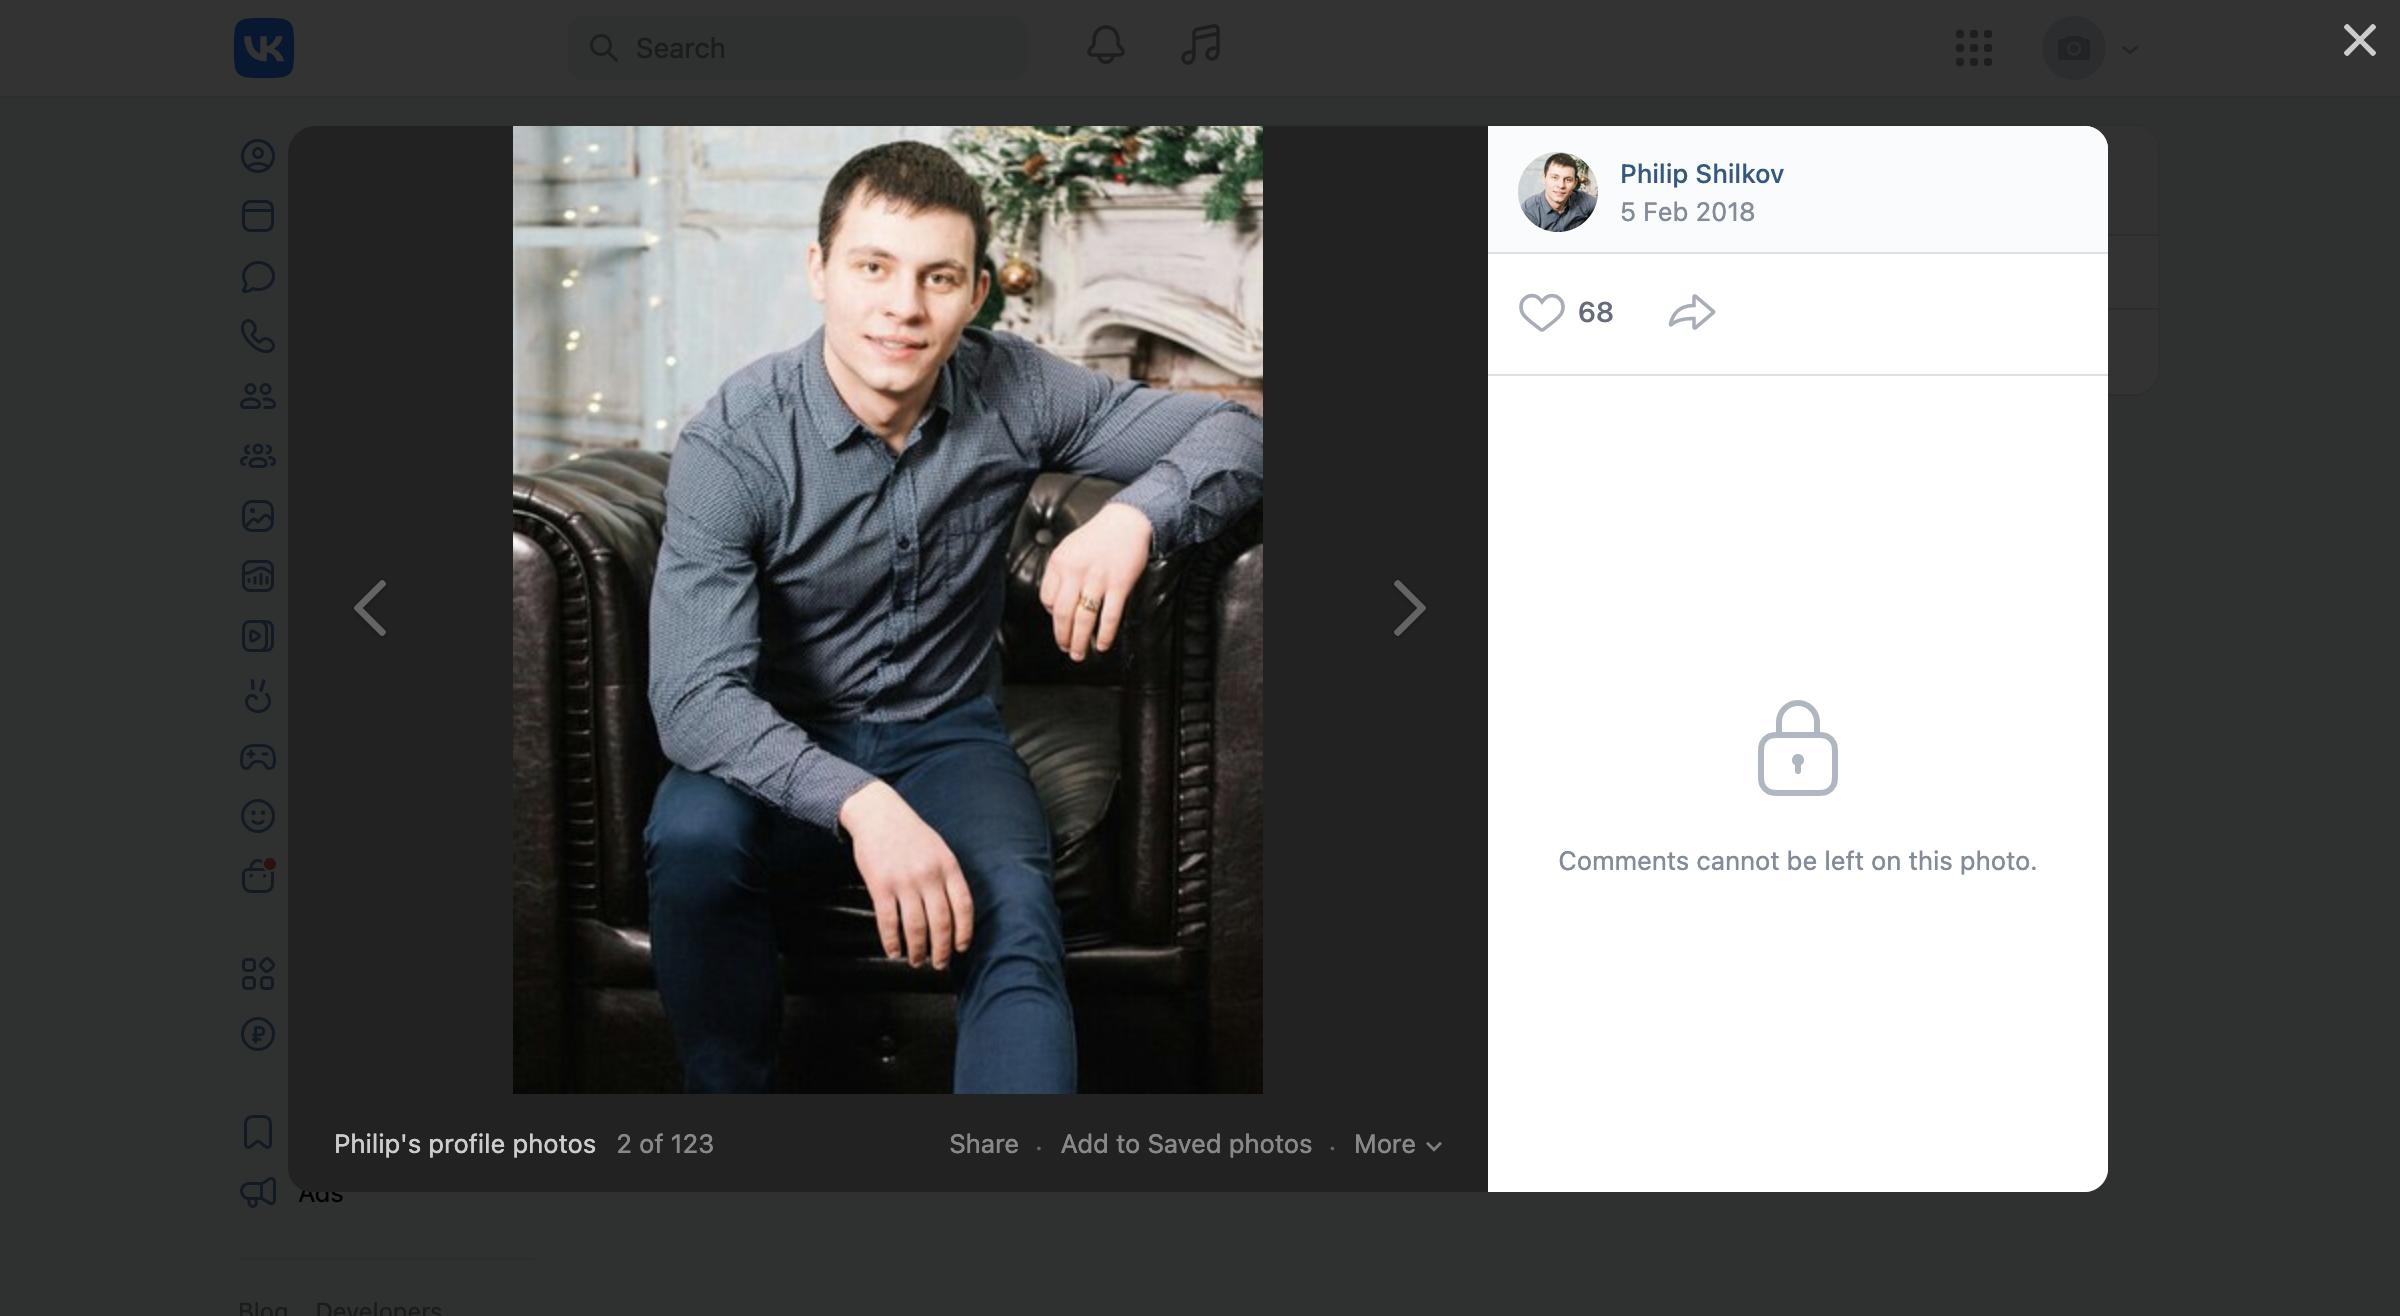 VK
Search
Philip Shilkov
5 Feb 2018
68
Comments cannot be left on this photo.
Philip's profile photos 2 of 123
Share · Add to Saved photos · More
Ads
Blog Developers